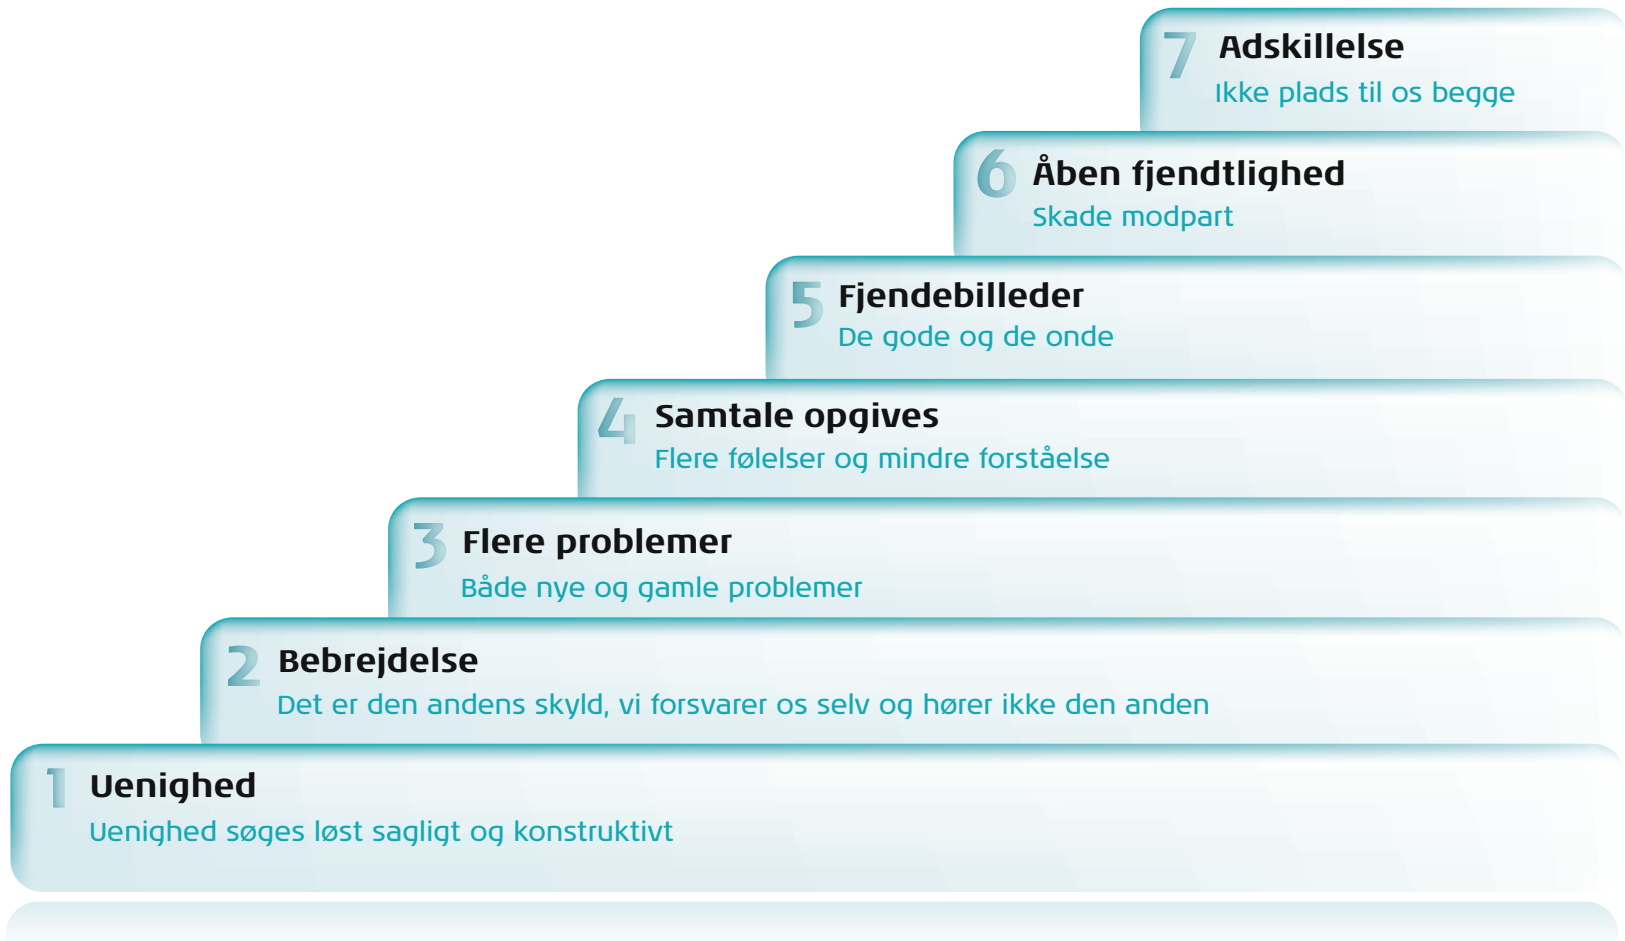 7 Adskillelse
Ikke plads til os begge
6 Åben fjendtlighed
Skade modpart
5 Fjendebilleder
De gode og de onde
4 Samtale opgives
Flere følelser og mindre forståelse
3 Flere problemer
Både nye og gamle problemer
2 Bebrejdelse
Det er den andens skyld, vi forsvarer os selv og hører ikke den anden
1 Uenighed
Uenighed søges løst sagligt og konstruktivt